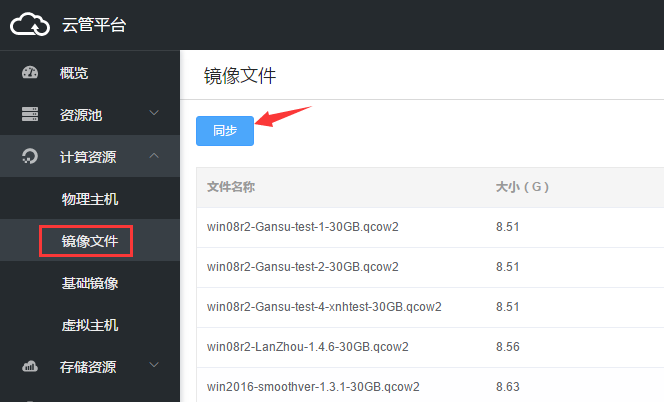 云管平台
概览
资源池
计算资源
物理主机
镜像文件
基础镜像
虚拟主机
存储资源
镜像文件
同步
文件名称 大小（G）
win08r2-Gansu-test-1-30GB.qcow2 8.51
win08r2-Gansu-test-2-30GB.qcow2 8.51
win08r2-Gansu-test-4-xnhtest-30GB.qcow2 8.51
win08r2-LanZhou-1.4.6-30GB.qcow2 8.56
win2016-smoothver-1.3.1-30GB.qcow2 8.63